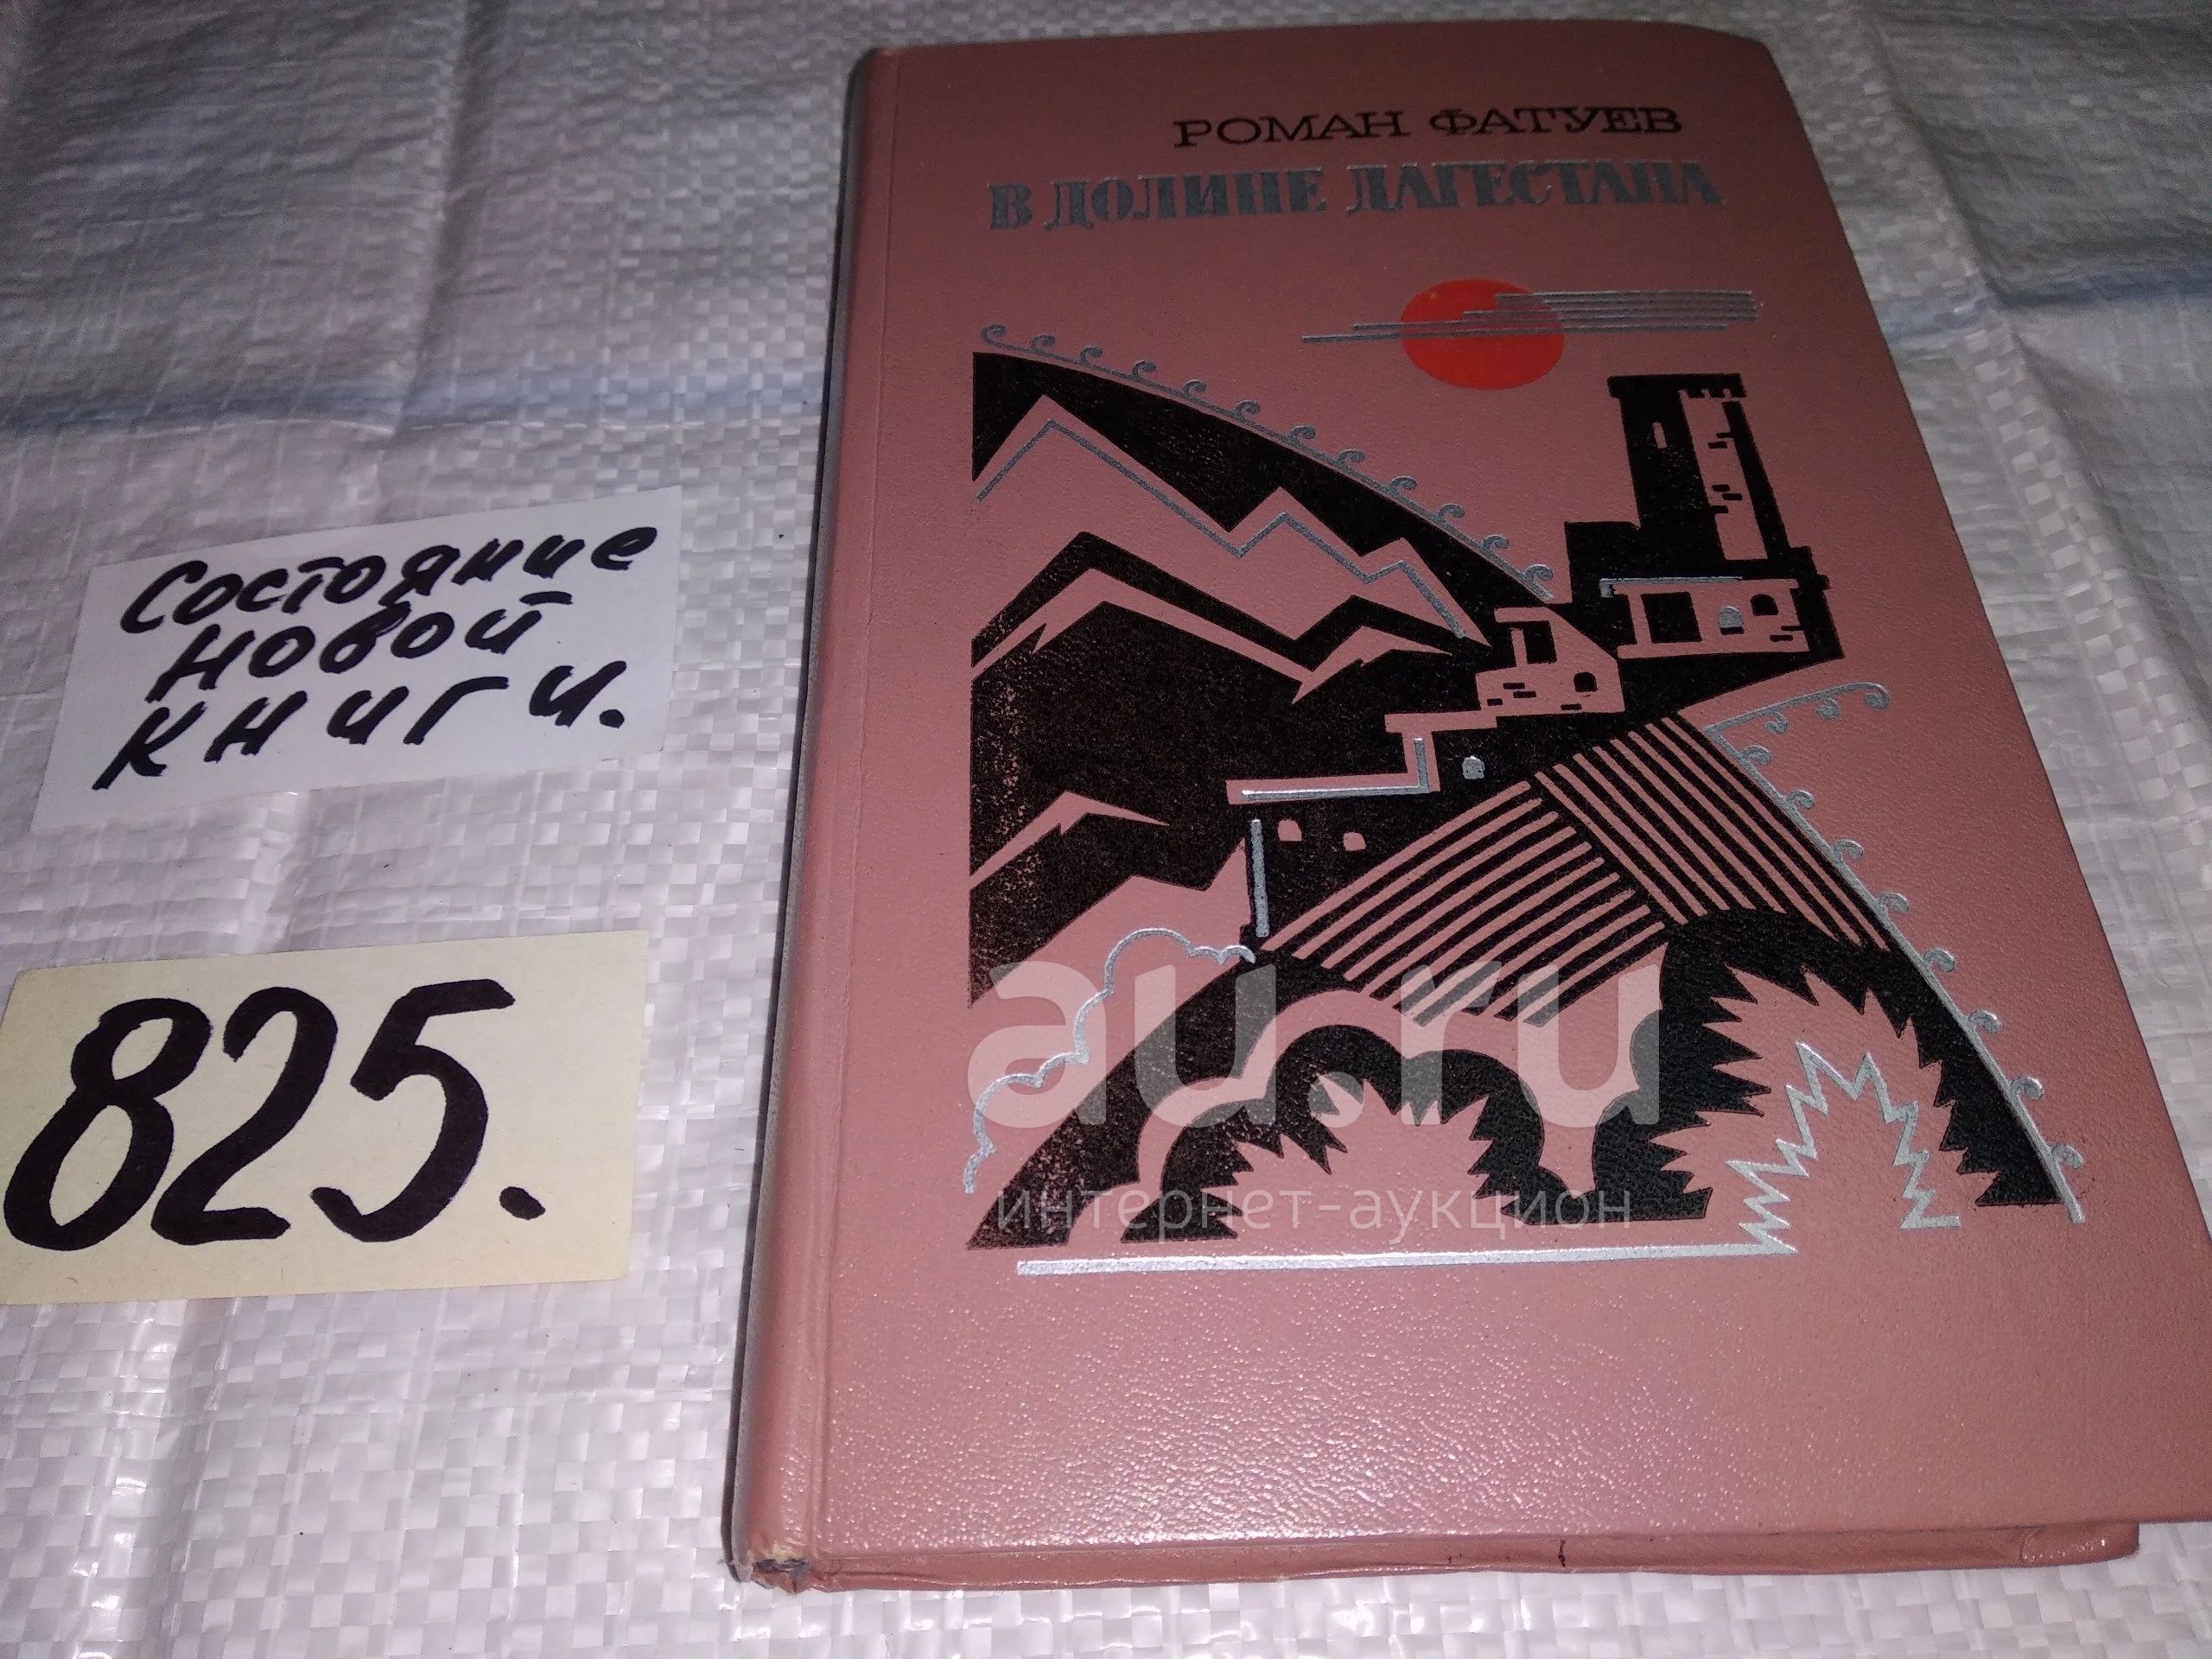 РОМАН ФАТУЕВ
В ДОЛИНЕ ДАГЕСТАНА
Состояние
новой
книги.
825.
au.ru
интернет-аукцион